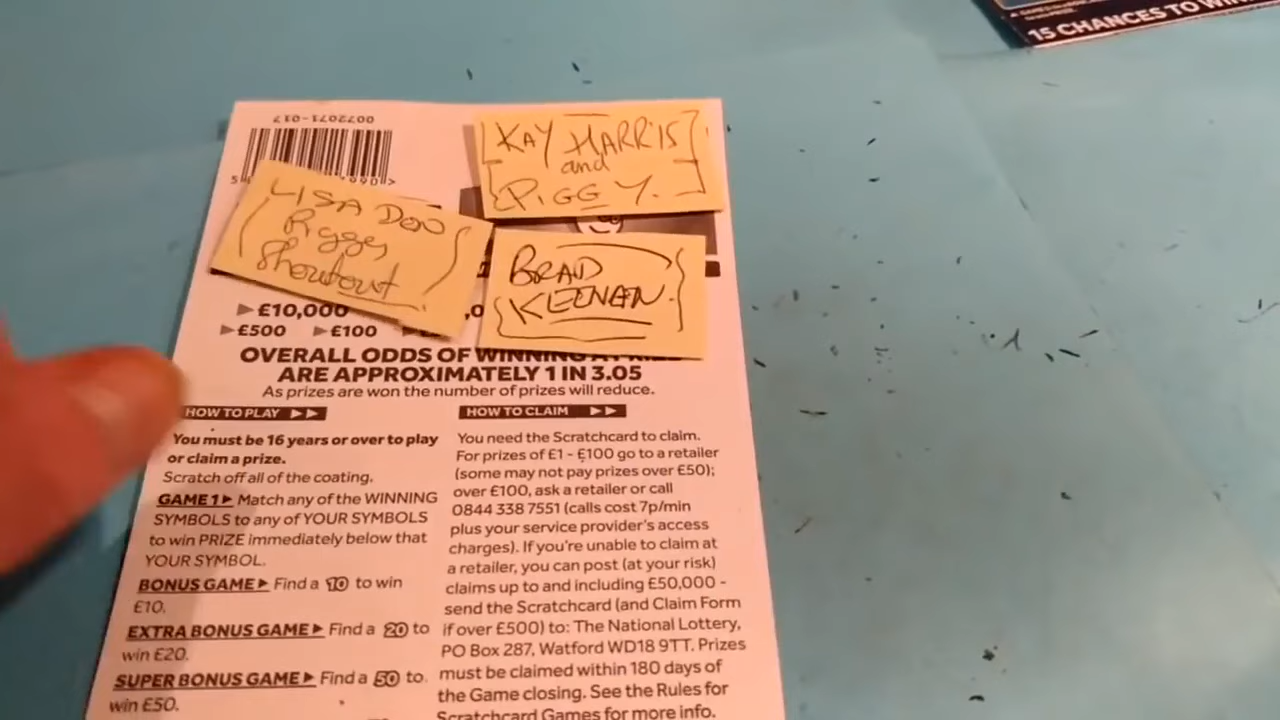 15 CHANCES TO WIN
0072071-017
KAY HARRIS
and
PIGGY Y.
LISA DOO
Piggy
Shoutout
BRAD
KEENEN
£10,000
£500 £100
OVERALL ODDS OF WINNING A PRIZE
ARE APPROXIMATELY 1 IN 3.05
As prizes are won the number of prizes will reduce.
HOW TO PLAY
You must be 16 years or over to play
or claim a prize.
Scratch off all of the coating.
GAME 1 Match any of the WINNING
SYMBOLS to any of YOUR SYMBOLS
to win PRIZE immediately below that
YOUR SYMBOL.
BONUS GAME Find a 10 to win
£10.
EXTRA BONUS GAME Find a 20 to
win £20.
SUPER BONUS GAME Find a 50 to
win £50.
HOW TO CLAIM
You need the Scratchcard to claim.
For prizes of £1 - £100 go to a retailer
(some may not pay prizes over £50);
over £100, ask a retailer or call
0844 338 7551 (calls cost 7p/min
plus your service provider's access
charges). If you're unable to claim at
a retailer, you can post (at your risk)
claims up to and including £50,000 -
send the Scratchcard (and Claim Form
if over £500) to: The National Lottery,
PO Box 287, Watford WD18 9TT. Prizes
must be claimed within 180 days of
the Game closing. See the Rules for
Scratchcard Games for more info.